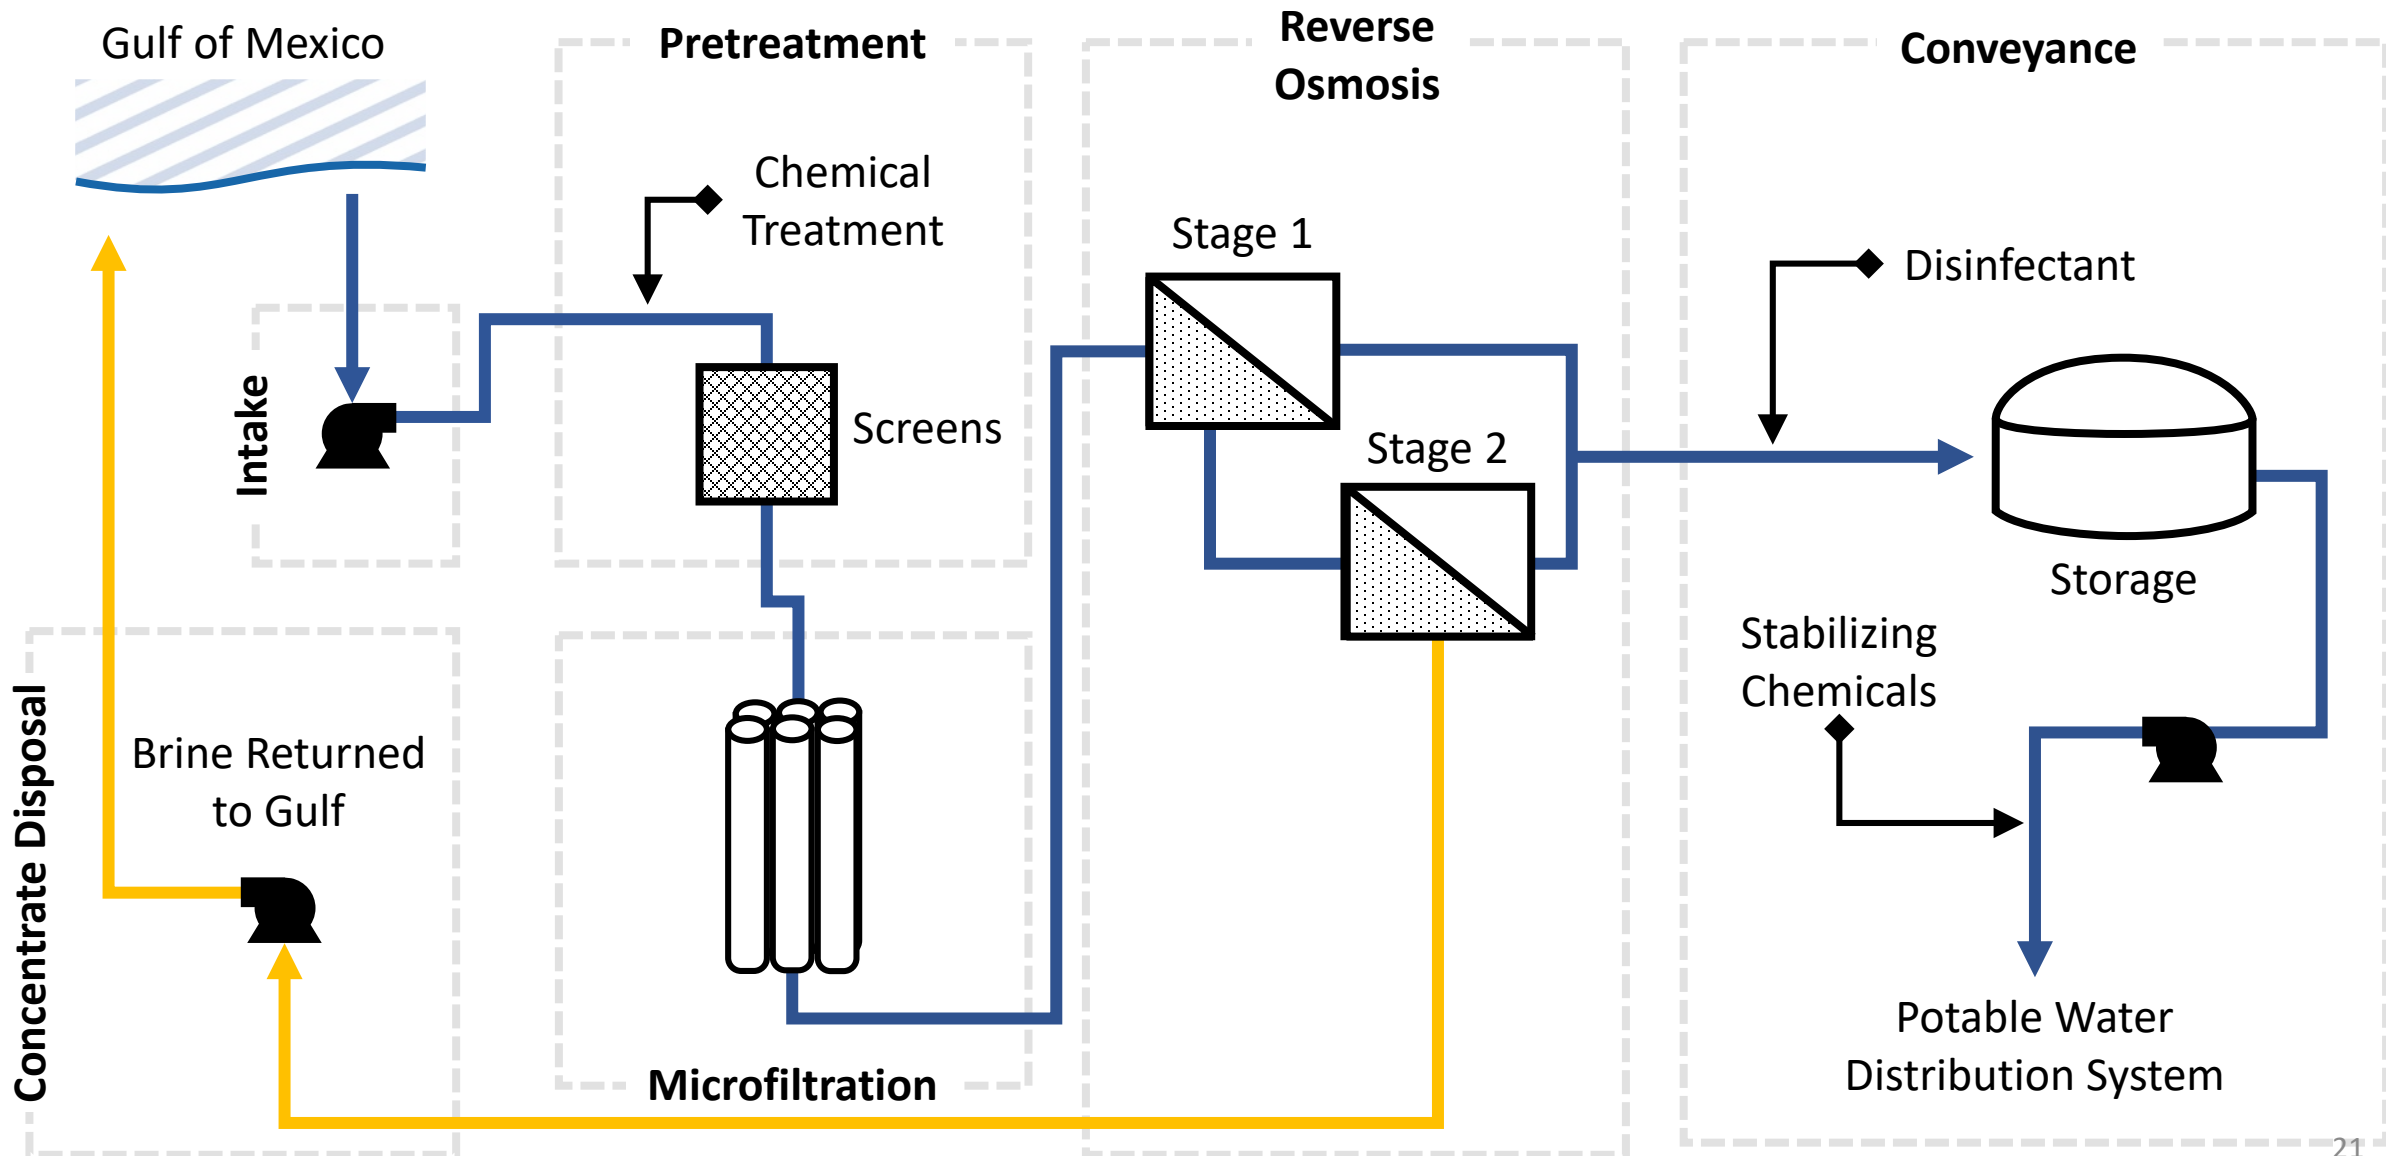 Gulf of Mexico
Intake
Pretreatment
Chemical
Treatment
Screens
Microfiltration
Reverse
Osmosis
Stage 1
Stage 2
Conveyance
Disinfectant
Storage
Stabilizing
Chemicals
Potable Water
Distribution System
Concentrate Disposal
Brine Returned
to Gulf
21